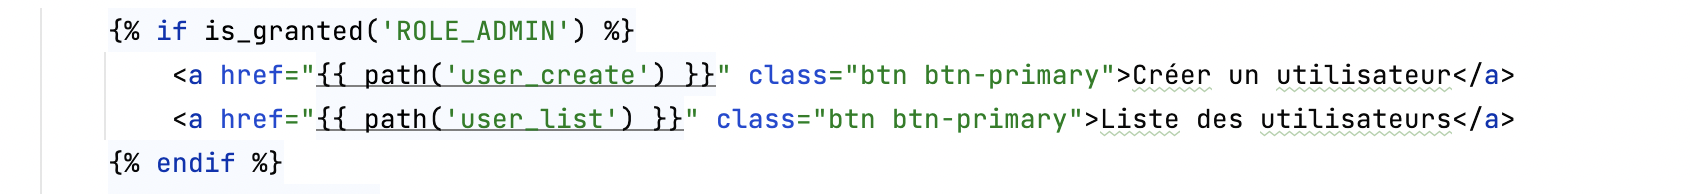 {% if is_granted('ROLE_ADMIN') %}
<a href="{{ path('user_create') }}" class="btn btn-primary">Créer un utilisateur</a>
<a href="{{ path('user_list') }}" class="btn btn-primary">Liste des utilisateurs</a>
{% endif %}